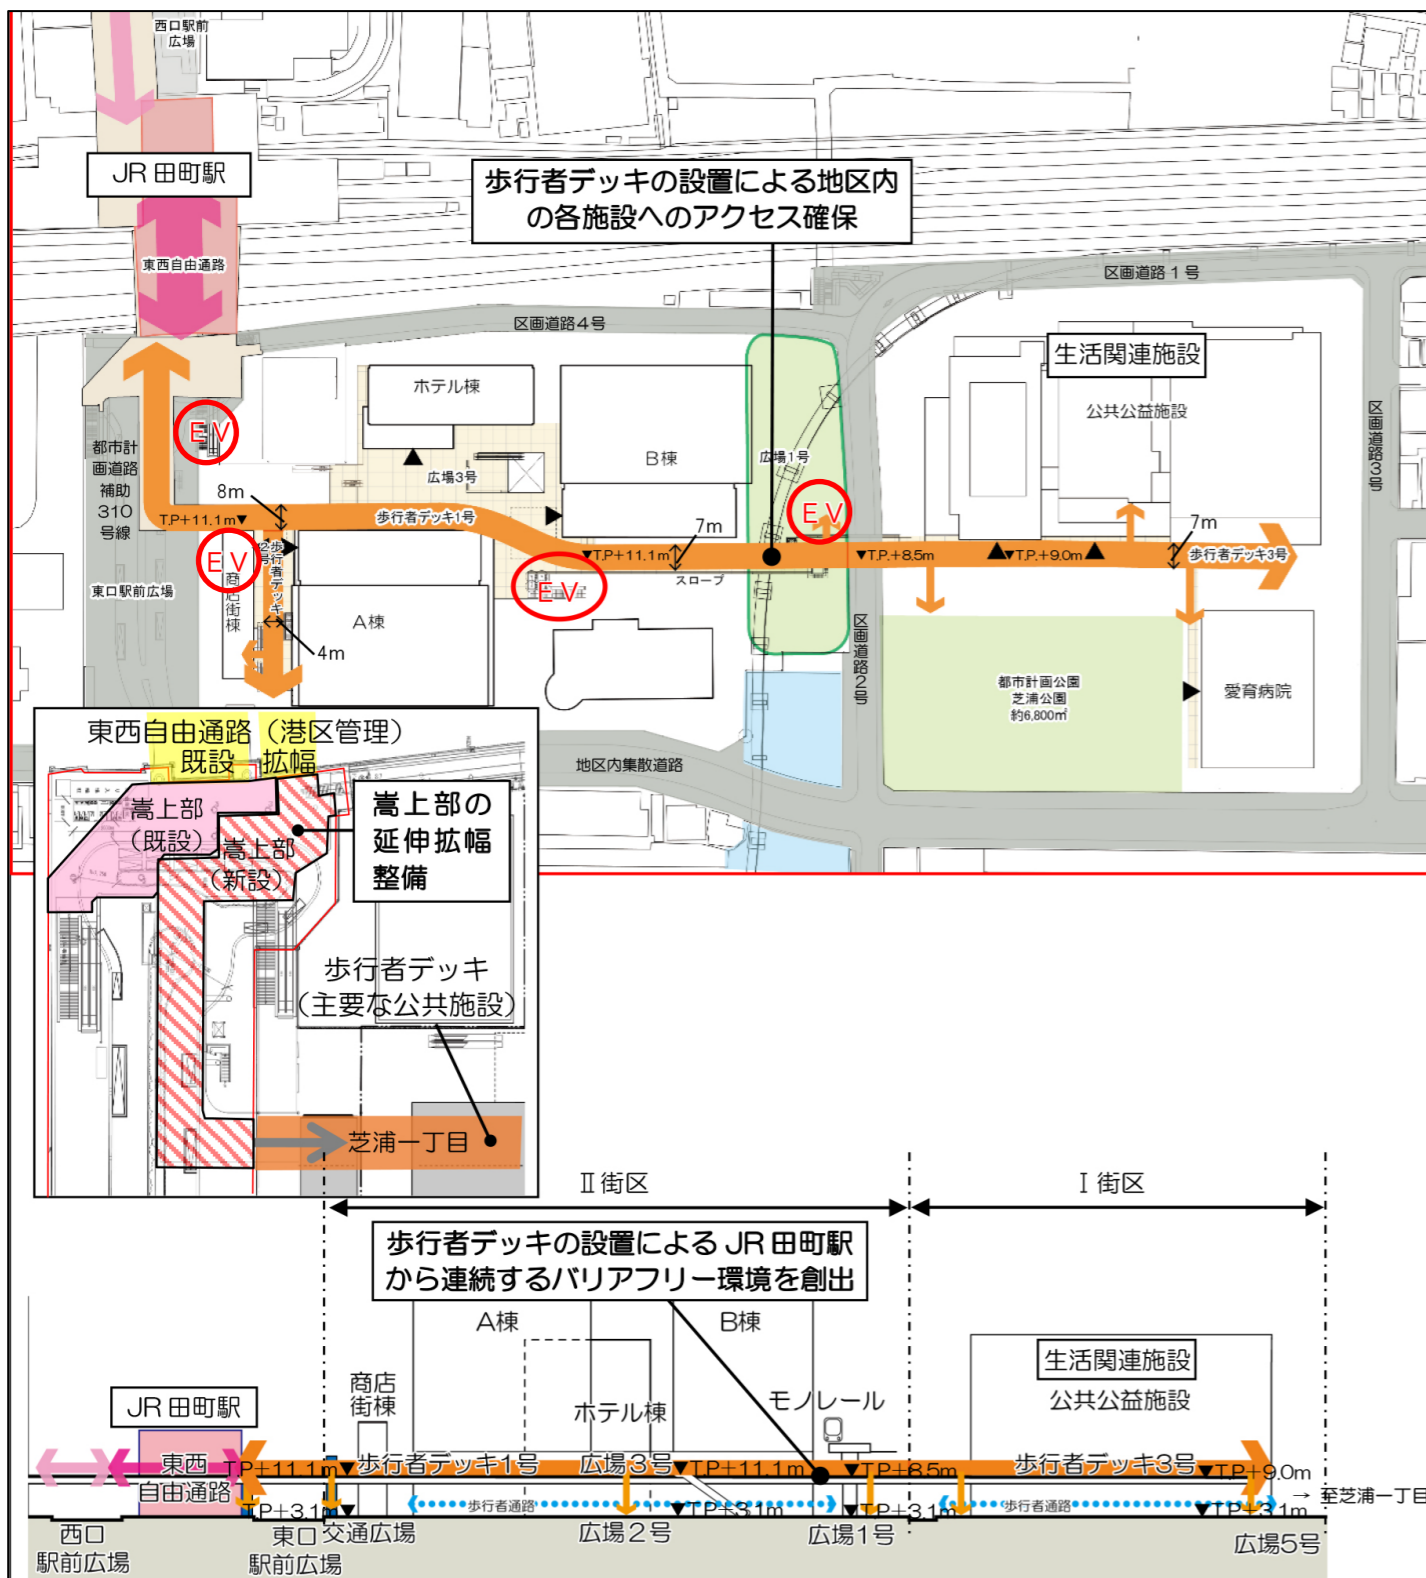 西口駅前
広場
JR 田町駅
東西自由通路
歩行者デッキの設置による地区内
の各施設へのアクセス確保
区画道路1号
区画道路4号
生活関連施設
ホテル棟
公共公益施設
区画道路3号
EV
都市計
画道路
補助
310
号線
広場3号
B棟
広場1号
8m
T.P+11.1m▼
歩行者デッキ1号
EV
7m
7m
EV
2号
歩行者デッキ
▼T.P+11.1m
▼T.P.+8.5m
▼T.P.+9.0m
歩行者デッキ3号
スロープ
EV
東口駅前広場
商店街棟
A棟
4m
区画道路2号
都市計画公園
芝浦公園
約6,800㎡
愛育病院
地区内集散道路
東西自由通路（港区管理）
既設 拡幅
嵩上部
（既設）
嵩上部
（新設）
嵩上部の
延伸拡幅
整備
歩行者デッキ
（主要な公共施設）
芝浦一丁目
Ⅱ街区
Ⅰ街区
歩行者デッキの設置による JR 田町駅
から連続するバリアフリー環境を創出
A棟
B棟
生活関連施設
公共公益施設
商店
街棟
ホテル棟
モノレール
JR 田町駅
東西
自由通路
T.P+11.1m▼
歩行者デッキ1号
広場3号
▼T.P+11.1m
▼T.P+8.5m
歩行者デッキ3号
▼T.P+9.0m
→ 至芝浦一丁目
T.P+3.1m▼
歩行者通路
▼T.P+3.1m
▼T.P+3.1m
歩行者通路
▼T.P+3.1m
西口
駅前広場
東口
駅前広場
交通広場
広場2号
広場1号
広場5号